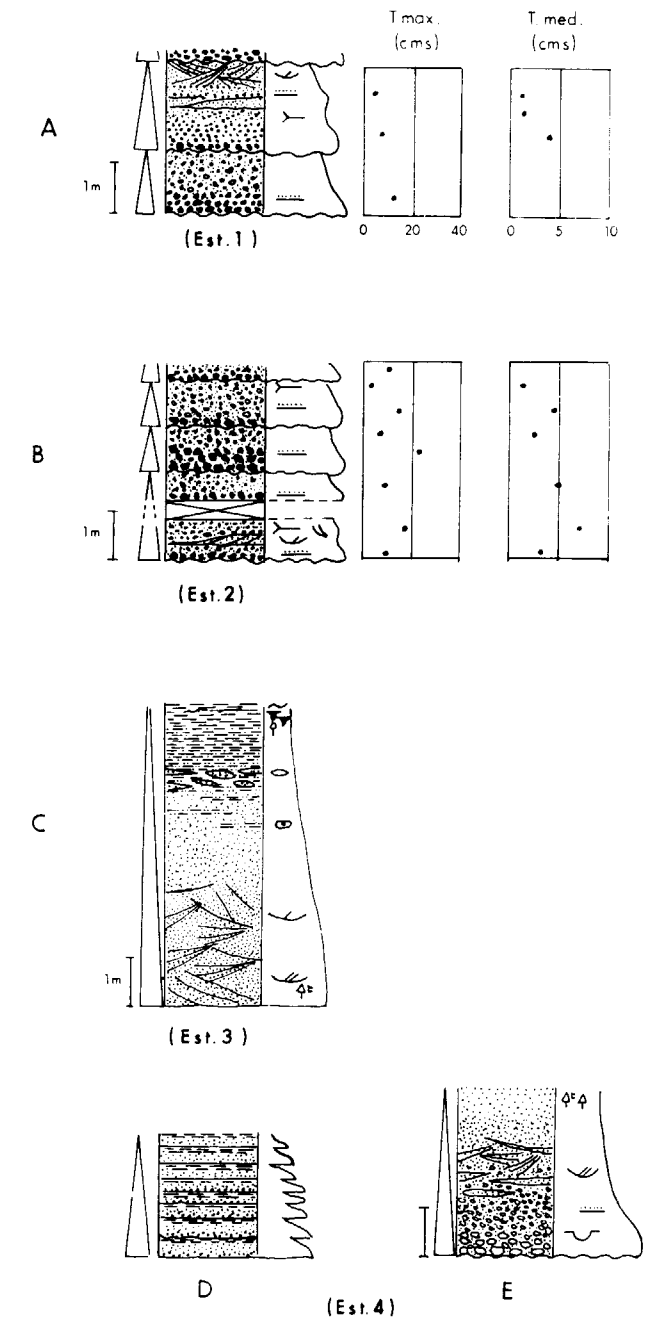 T max. T. med.
(cms) (cms)
A
1m
0 20 40 0 5 10
(Est.1)
B
1m
(Est.2)
C
1m
(Est.3)
D E
(Est.4)